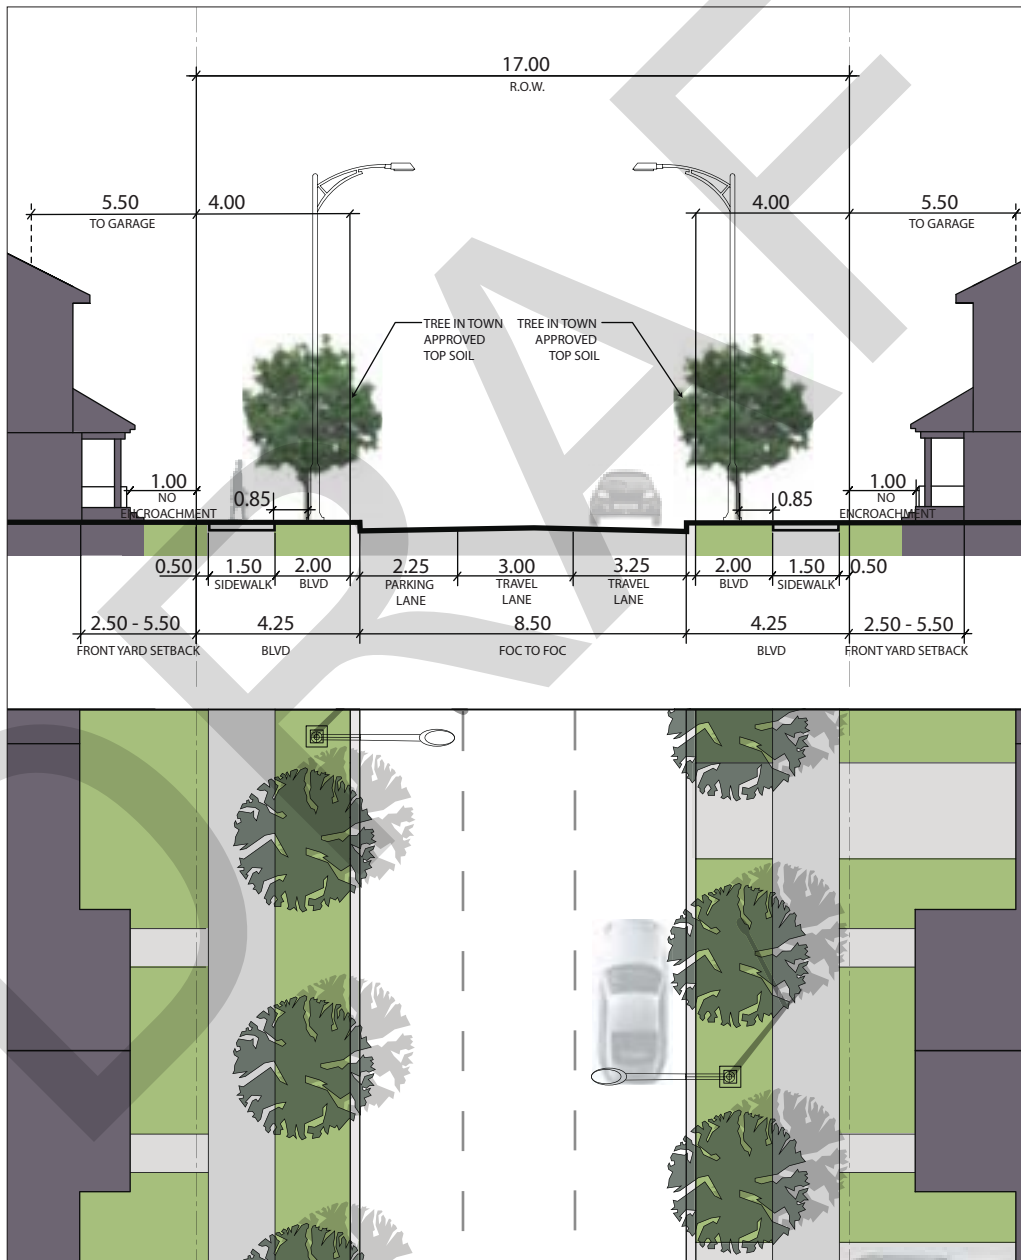 17.00
R.O.W.
5.50
TO GARAGE
4.00
4.00
5.50
TO GARAGE
TREE IN TOWN
APPROVED
TOP SOIL
TREE IN TOWN
APPROVED
TOP SOIL
1.00
NO
ENCROACHMENT
0.85
0.85
1.00
NO
ENCROACHMENT
0.50
1.50
SIDEWALK
2.00
BLVD
2.25
PARKING
LANE
3.00
TRAVEL
LANE
3.25
TRAVEL
LANE
2.00
BLVD
1.50
SIDEWALK
0.50
2.50 - 5.50
FRONT YARD SETBACK
4.25
BLVD
8.50
FOC TO FOC
4.25
BLVD
2.50 - 5.50
FRONT YARD SETBACK
DRAF